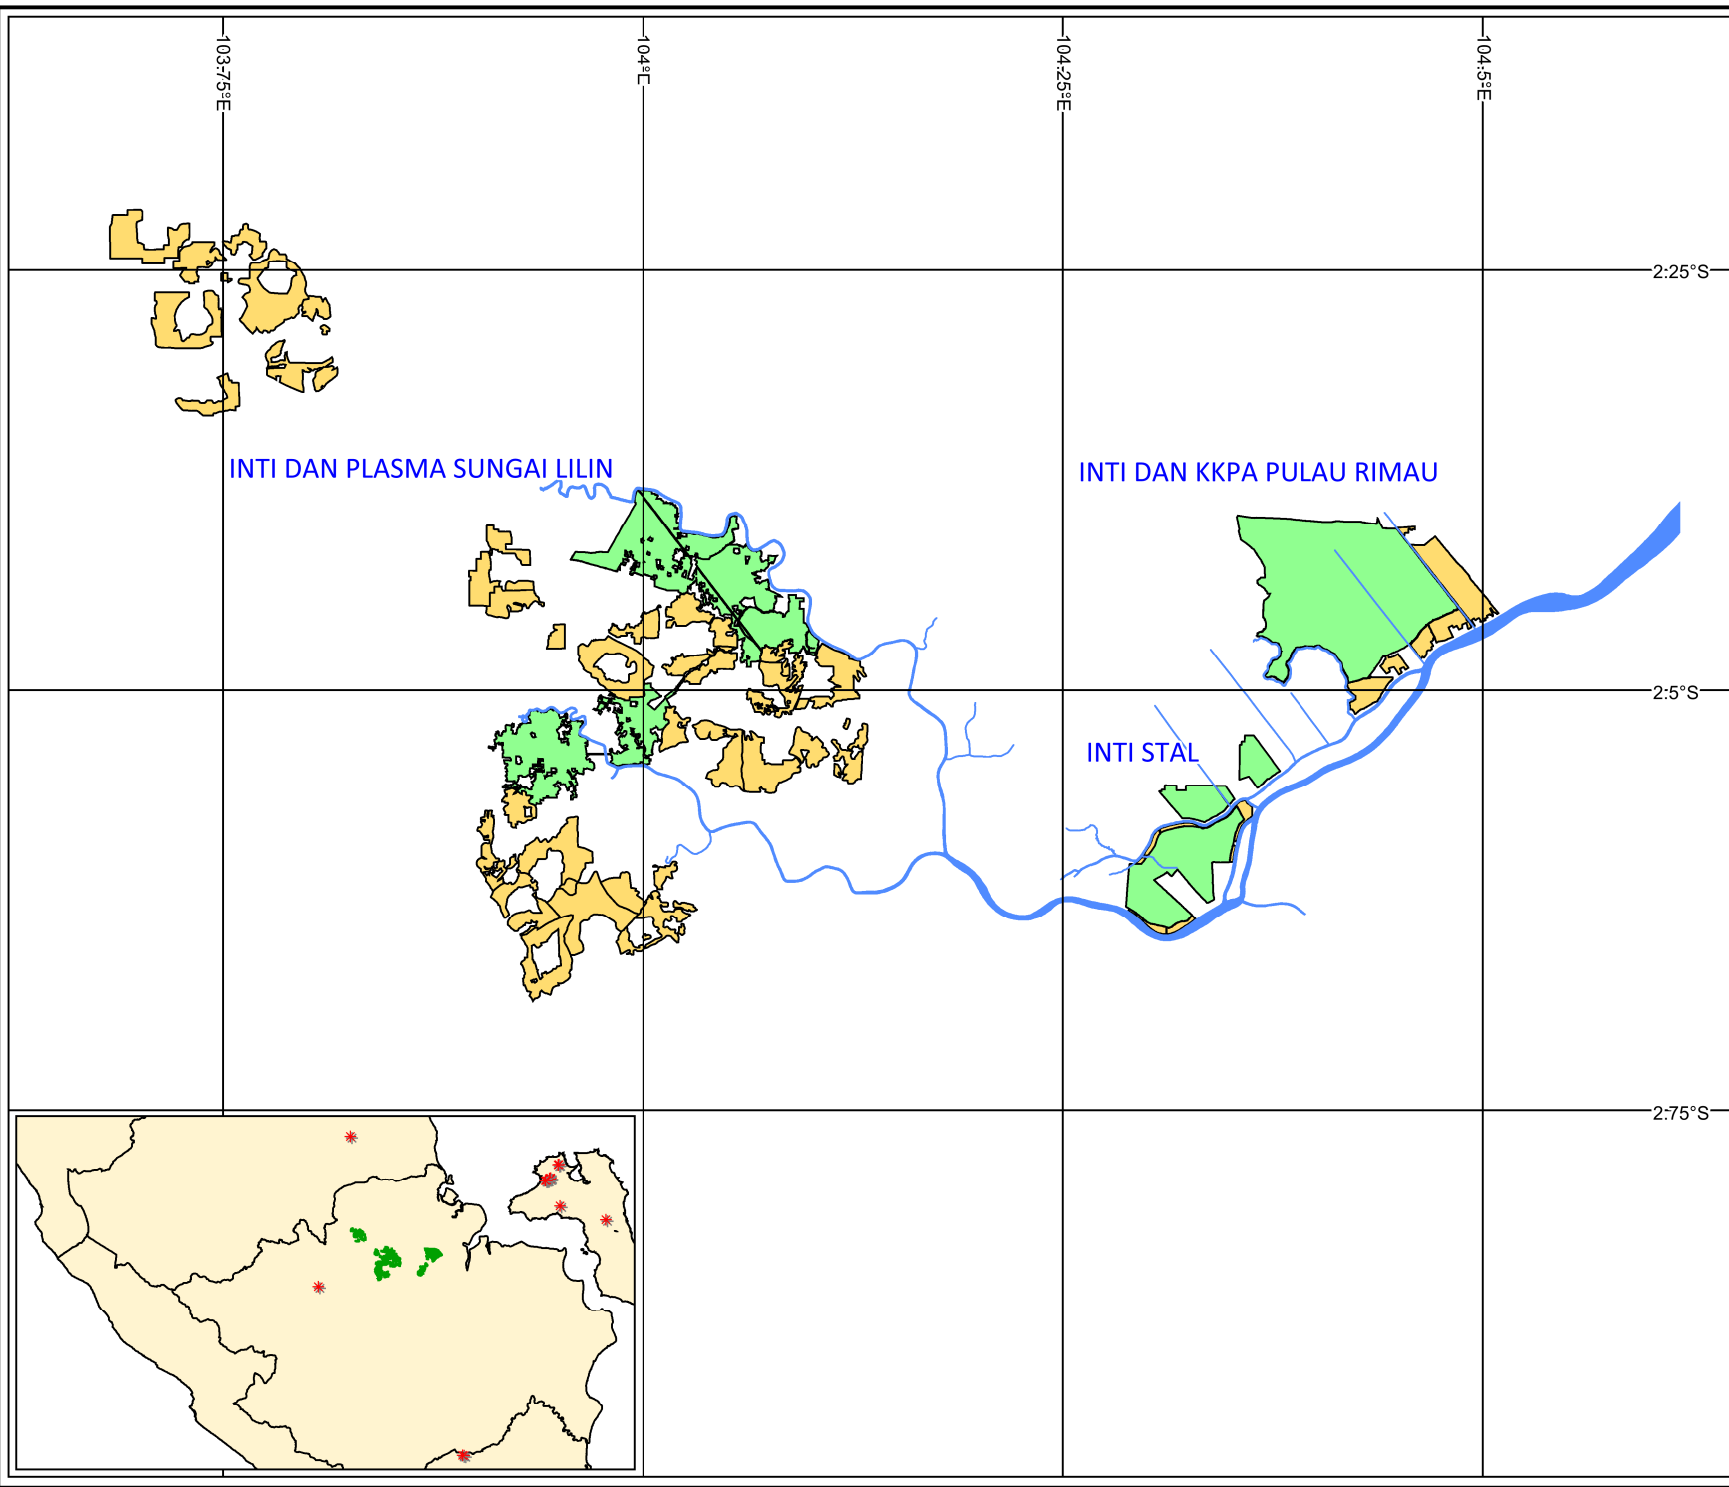 103.75°E
104°E
104.25°E
104.5°E
2.25°S
INTI DAN PLASMA SUNGAI LILIN
INTI DAN KKPA PULAU RIMAU
2.5°S
INTI STAL
2.75°S